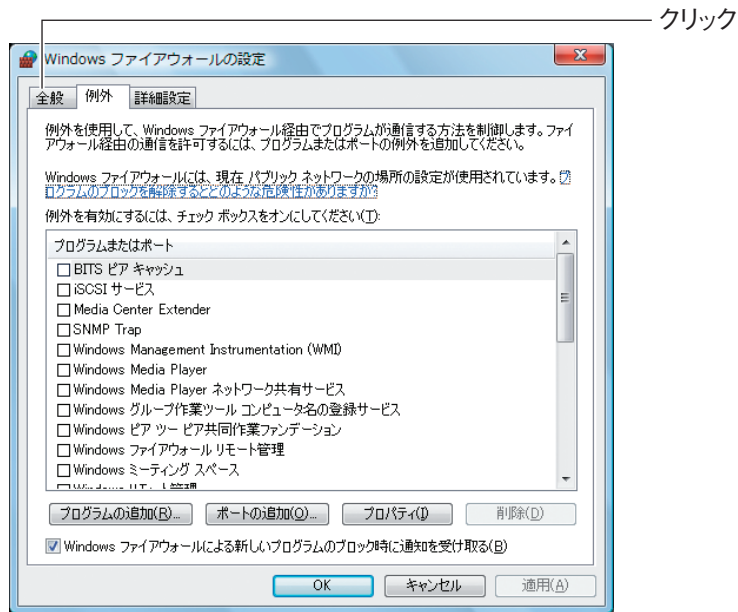 クリック
Windows ファイアウォールの設定
全般 例外 詳細設定
例外を使用して、Windows ファイアウォール経由でプログラムが通信する方法を制御します。ファイ
アウォール経由の通信を許可するには、プログラムまたはポートの例外を追加してください。
Windows ファイアウォールには、現在 パブリック ネットワークの場所の設定が使用されています。プ
ログラムのブロックを解除するとどのような危険性がありますか?
例外を有効にするには、チェック ボックスをオンにしてください(T):
プログラムまたはポート
BITS ピア キャッシュ
iSCSI サービス
Media Center Extender
SNMP Trap
Windows Management Instrumentation (WMI)
Windows Media Player
Windows Media Player ネットワーク共有サービス
Windows グループ作業ツール コンピュータ名の登録サービス
Windows ピア ツー ピア共同作業ファンデーション
Windows ファイアウォール リモート管理
Windows ミーティング スペース
Windows リモート管理
プログラムの追加(R)... ポートの追加(O)... プロパティ(I) 削除(D)
Windows ファイアウォールによる新しいプログラムのブロック時に通知を受け取る(B)
OK キャンセル 適用(A)